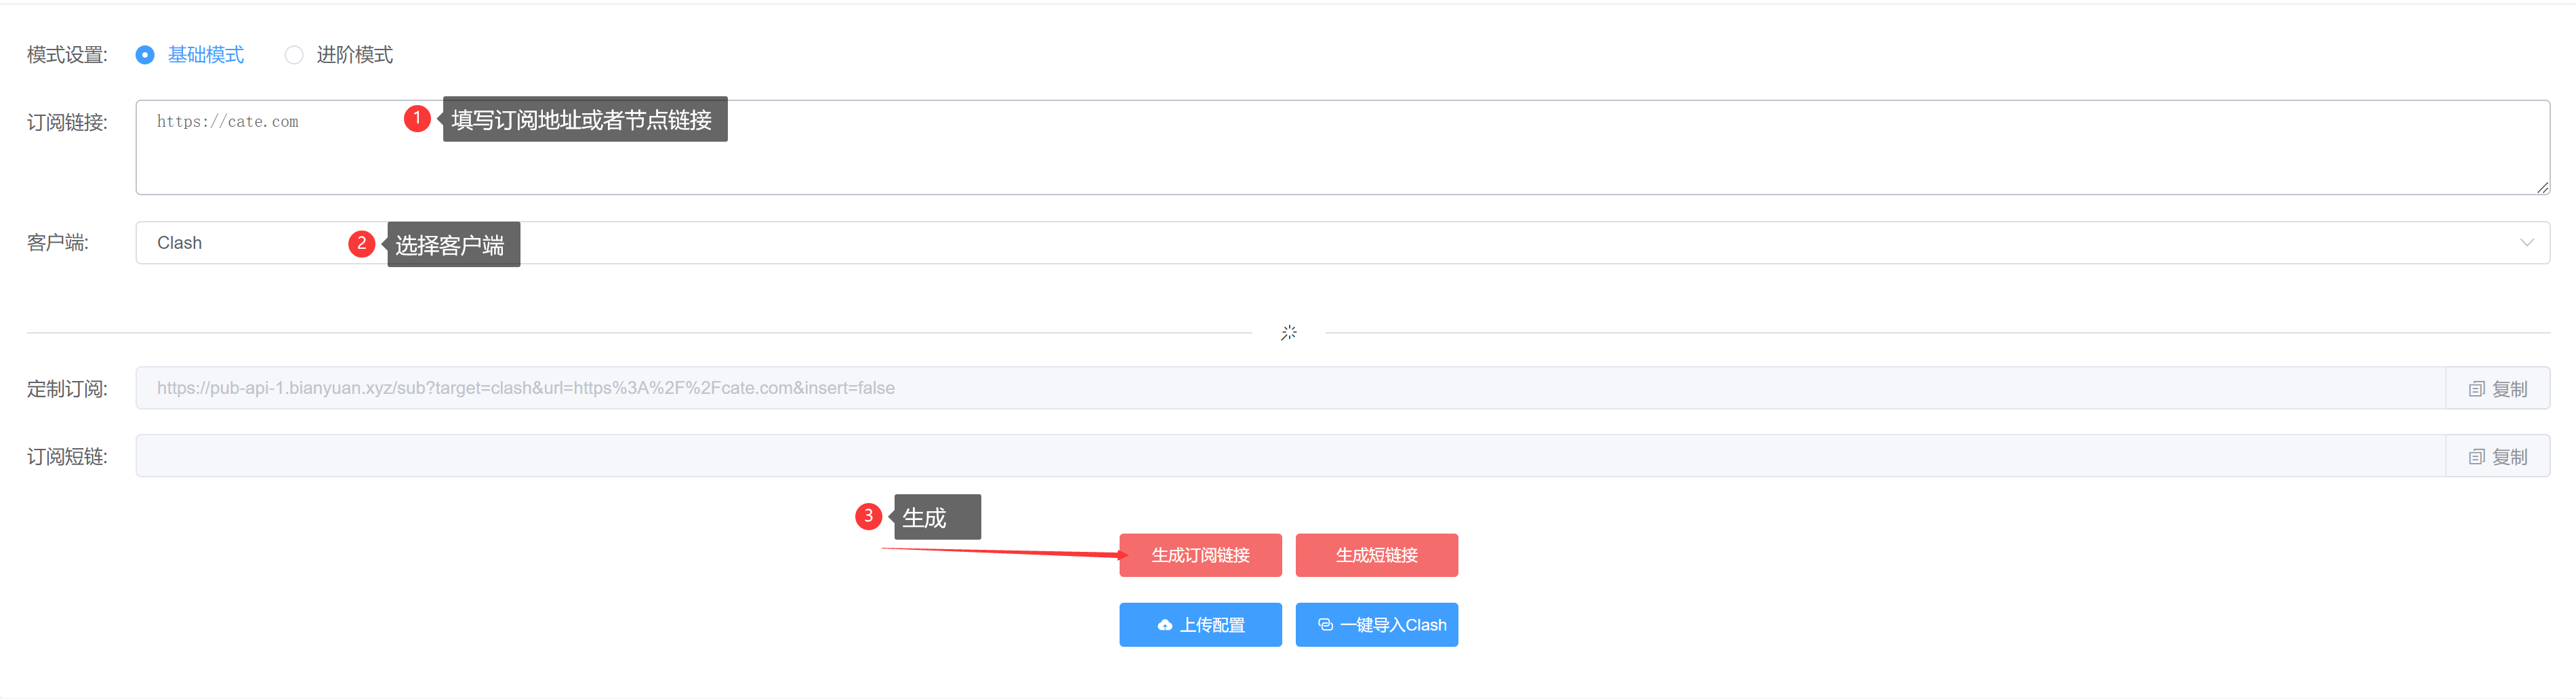 模式设置: 基础模式 进阶模式
订阅链接: https://cate.com 1 填写订阅地址或者节点链接
客户端: Clash 2 选择客户端
定制订阅: https://pub-api-1.bianyuan.xyz/sub?target=clash&url=https%3A%2F%2Fcate.com&insert=false 复制
订阅短链: 复制
3 生成
生成订阅链接 生成短链接
上传配置 一键导入Clash